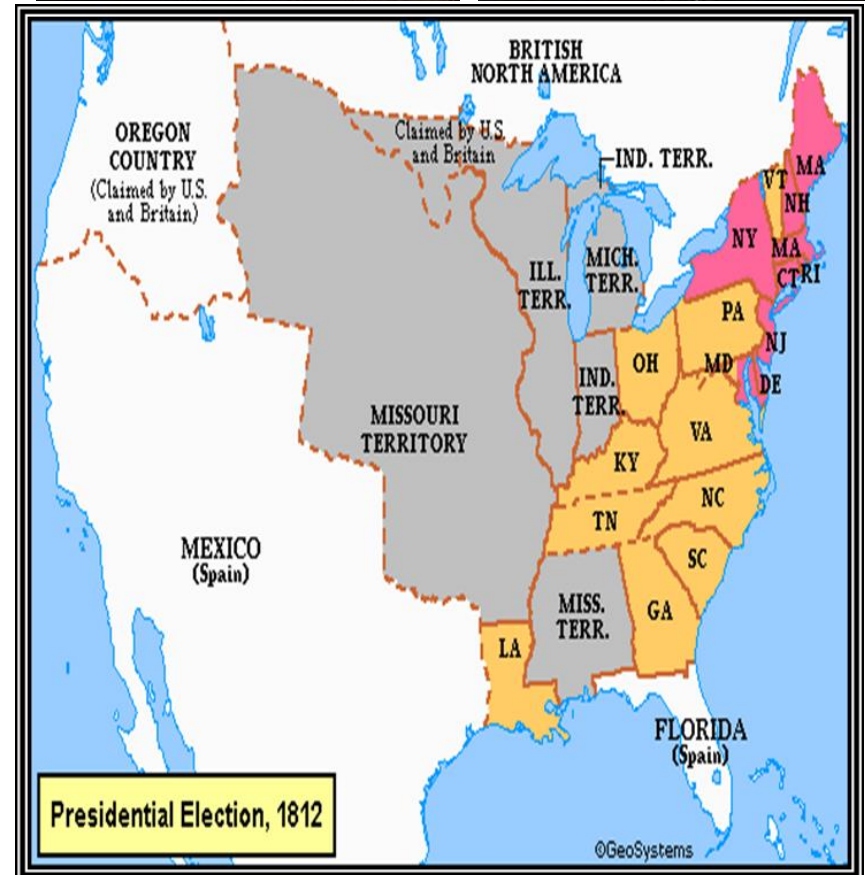 BRITISH
NORTH AMERICA
OREGON
COUNTRY
(Claimed by U.S.
and Britain)
Claimed by U.S.
and Britain
IND. TERR.
MA
VT
NH
NY
MA
CT RI
ILL.
TERR.
MICH.
TERR.
PA
NJ
OH
MD
DE
IND.
TERR.
MISSOURI
TERRITORY
VA
KY
NC
TN
SC
MEXICO
(Spain)
MISS.
TERR.
GA
LA
FLORIDA
(Spain)
Presidential Election, 1812
©GeoSystems